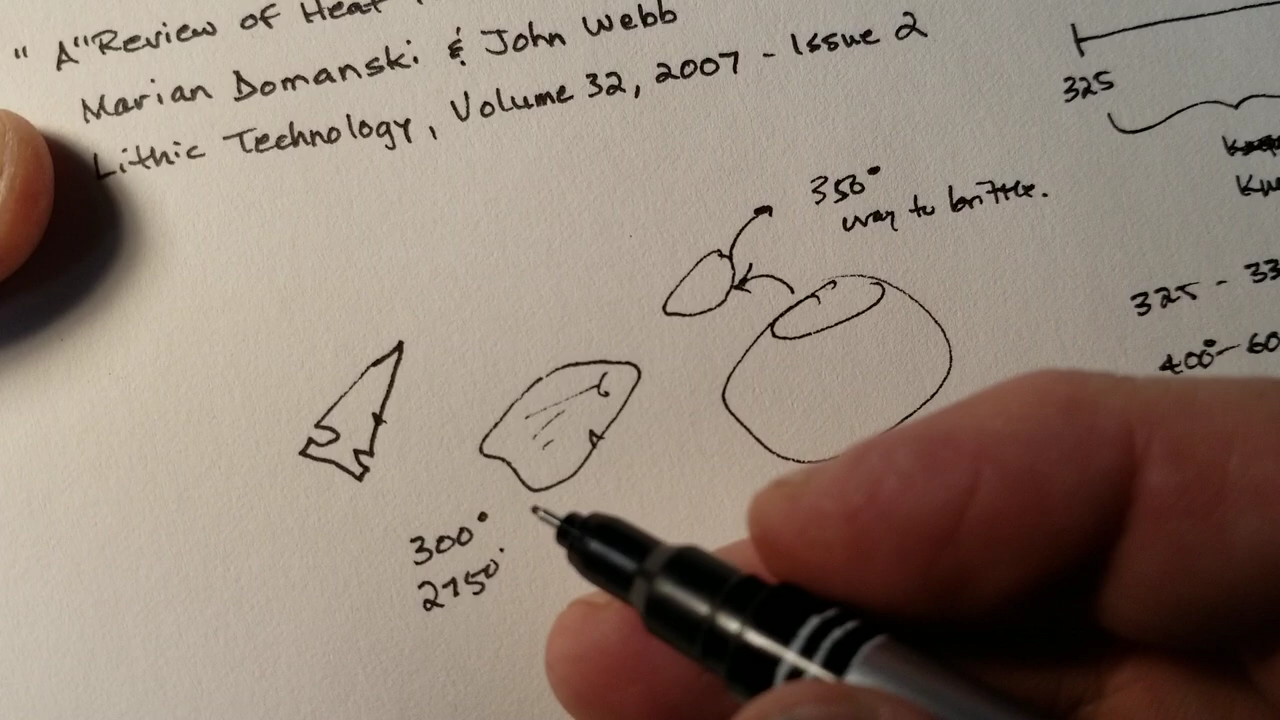 " A" Review of Heat
Marian Domanski & John Webb
Lithic Technology, Volume 32, 2007 - Issue 2
325
350°
way to brittle.
325 - 33
400° - 60
300°
2750°